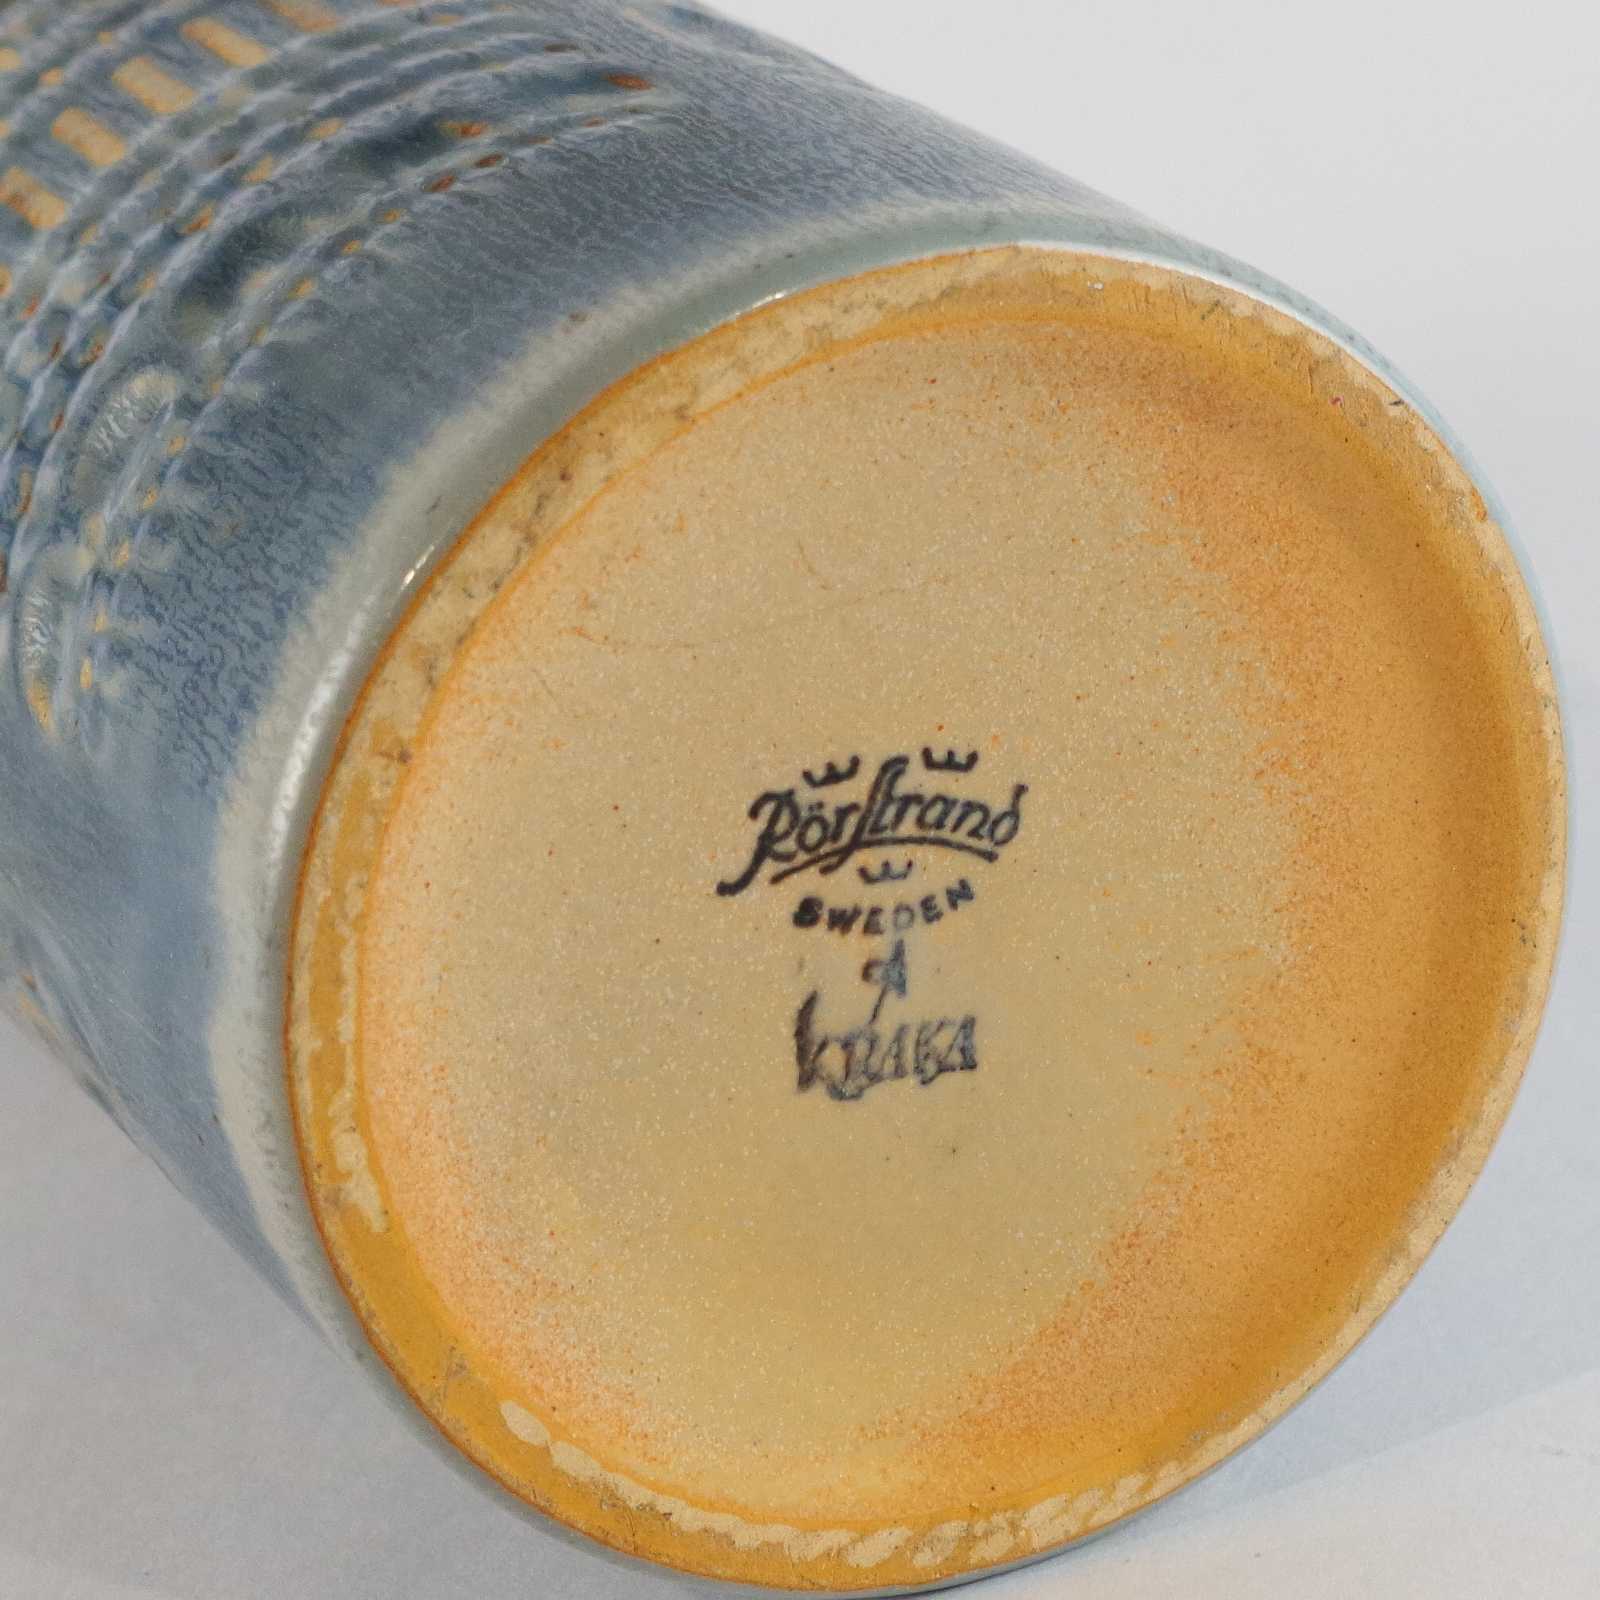 Rörstrand
SWEDEN
A
KRAKA